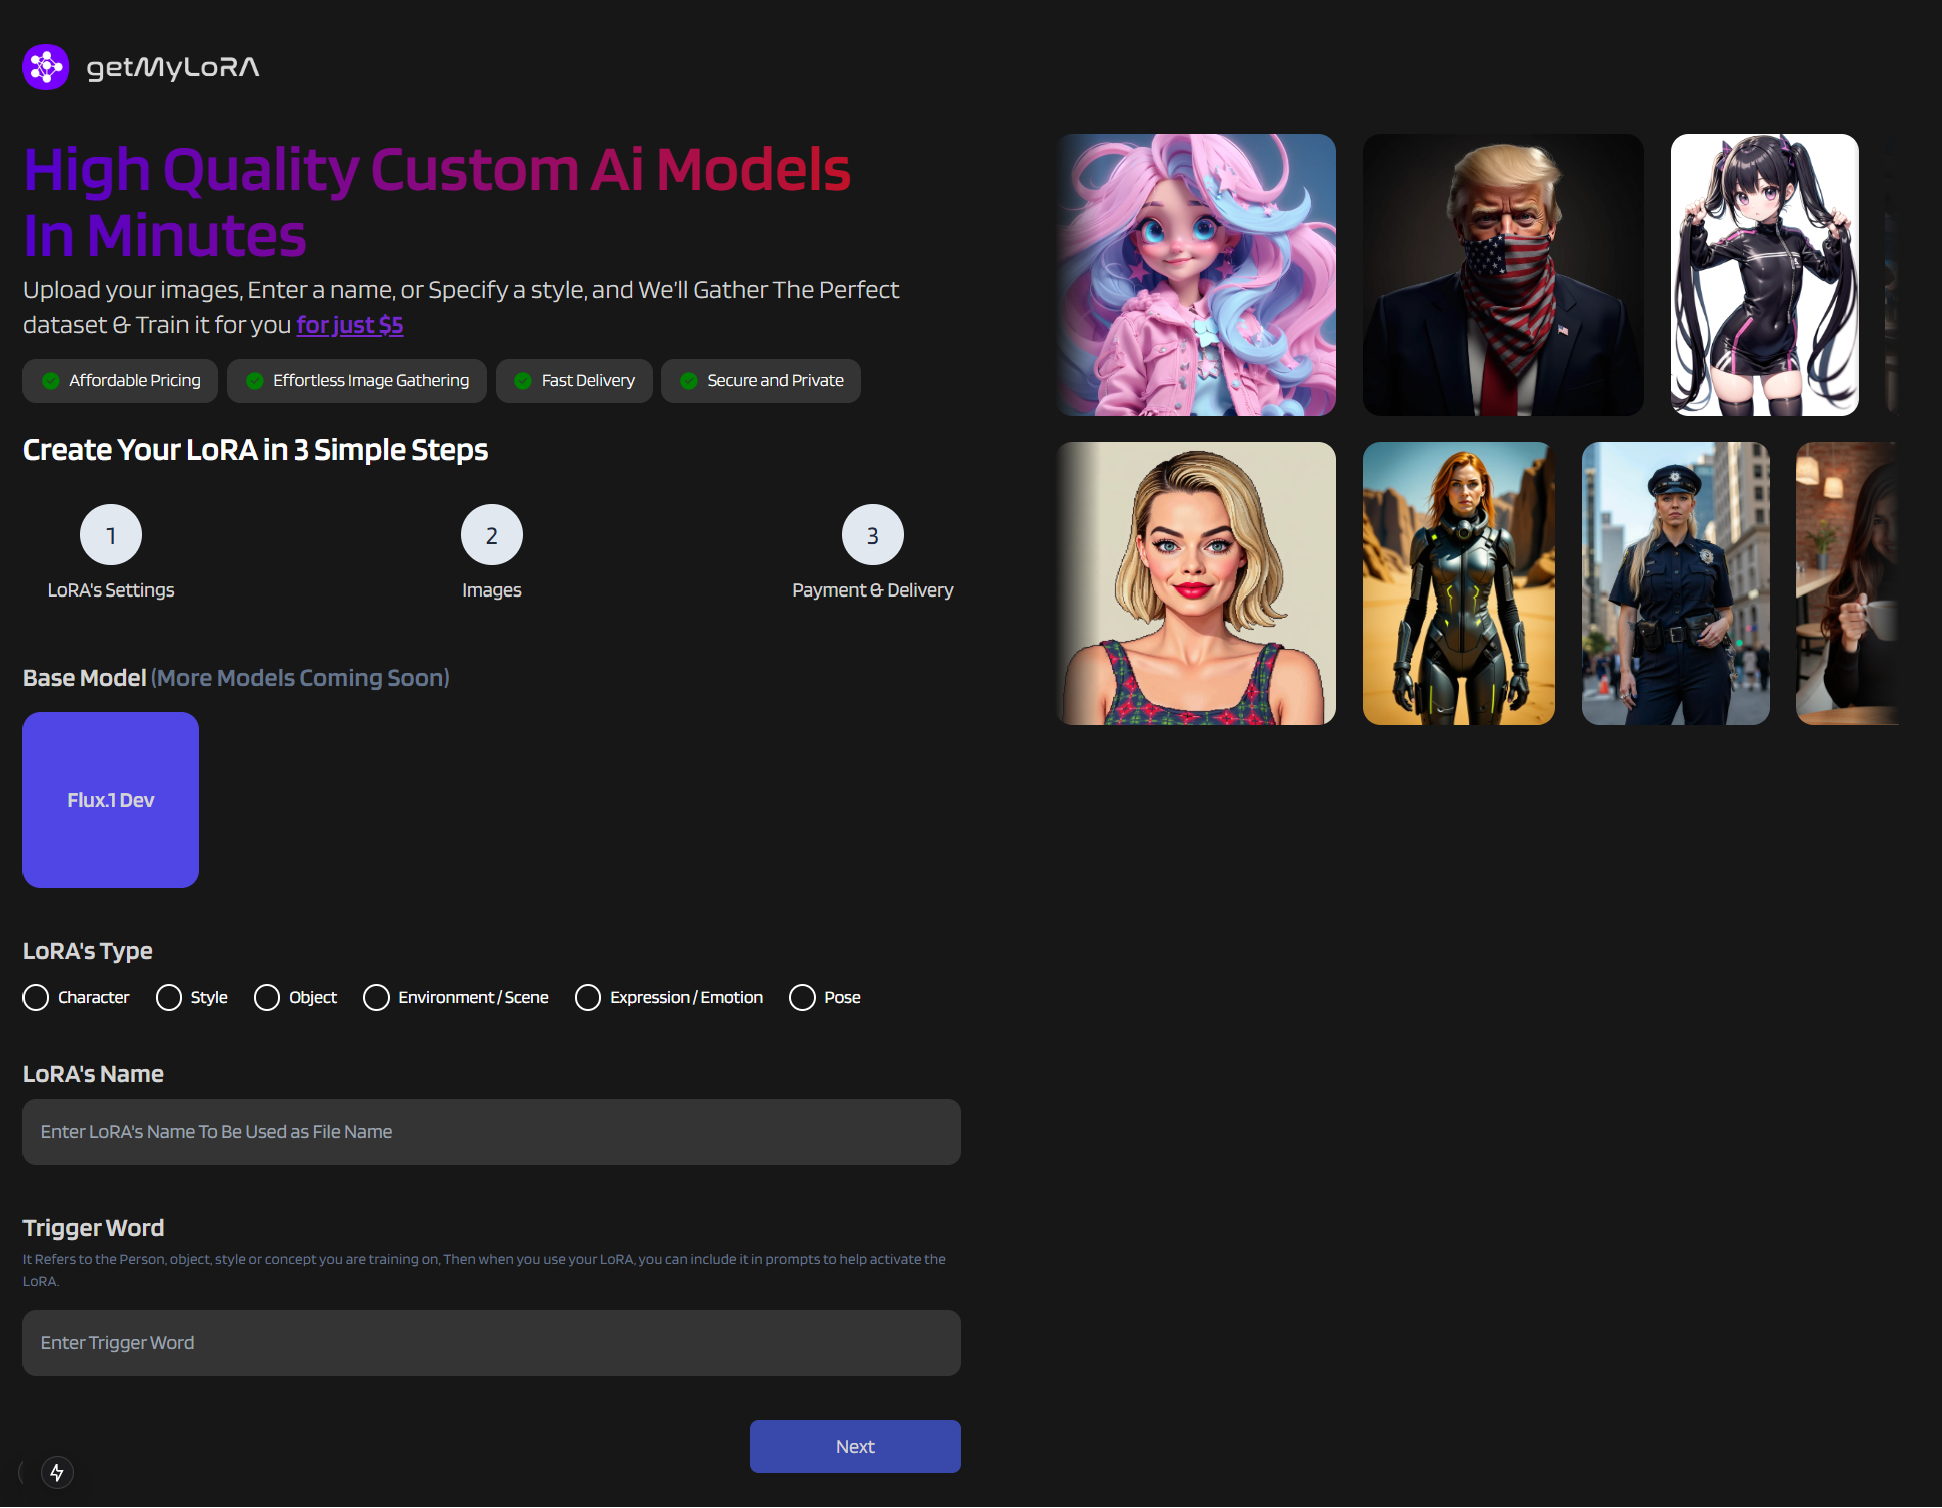 getMyLoRA
High Quality Custom Ai Models
In Minutes
Upload your images, Enter a name, or Specify a style, and We'll Gather The Perfect
dataset & Train it for you for just $5
Affordable Pricing
Effortless Image Gathering
Fast Delivery
Secure and Private
Create Your LoRA in 3 Simple Steps
1
2
3
LoRA's Settings
Images
Payment & Delivery
Base Model (More Models Coming Soon)
Flux.1 Dev
LoRA's Type
Character
Style
Object
Environment / Scene
Expression / Emotion
Pose
LoRA's Name
Enter LoRA's Name To Be Used as File Name
Trigger Word
It Refers to the Person, object, style or concept you are training on, Then when you use your LoRA, you can include it in prompts to help activate the
LoRA.
Enter Trigger Word
Next